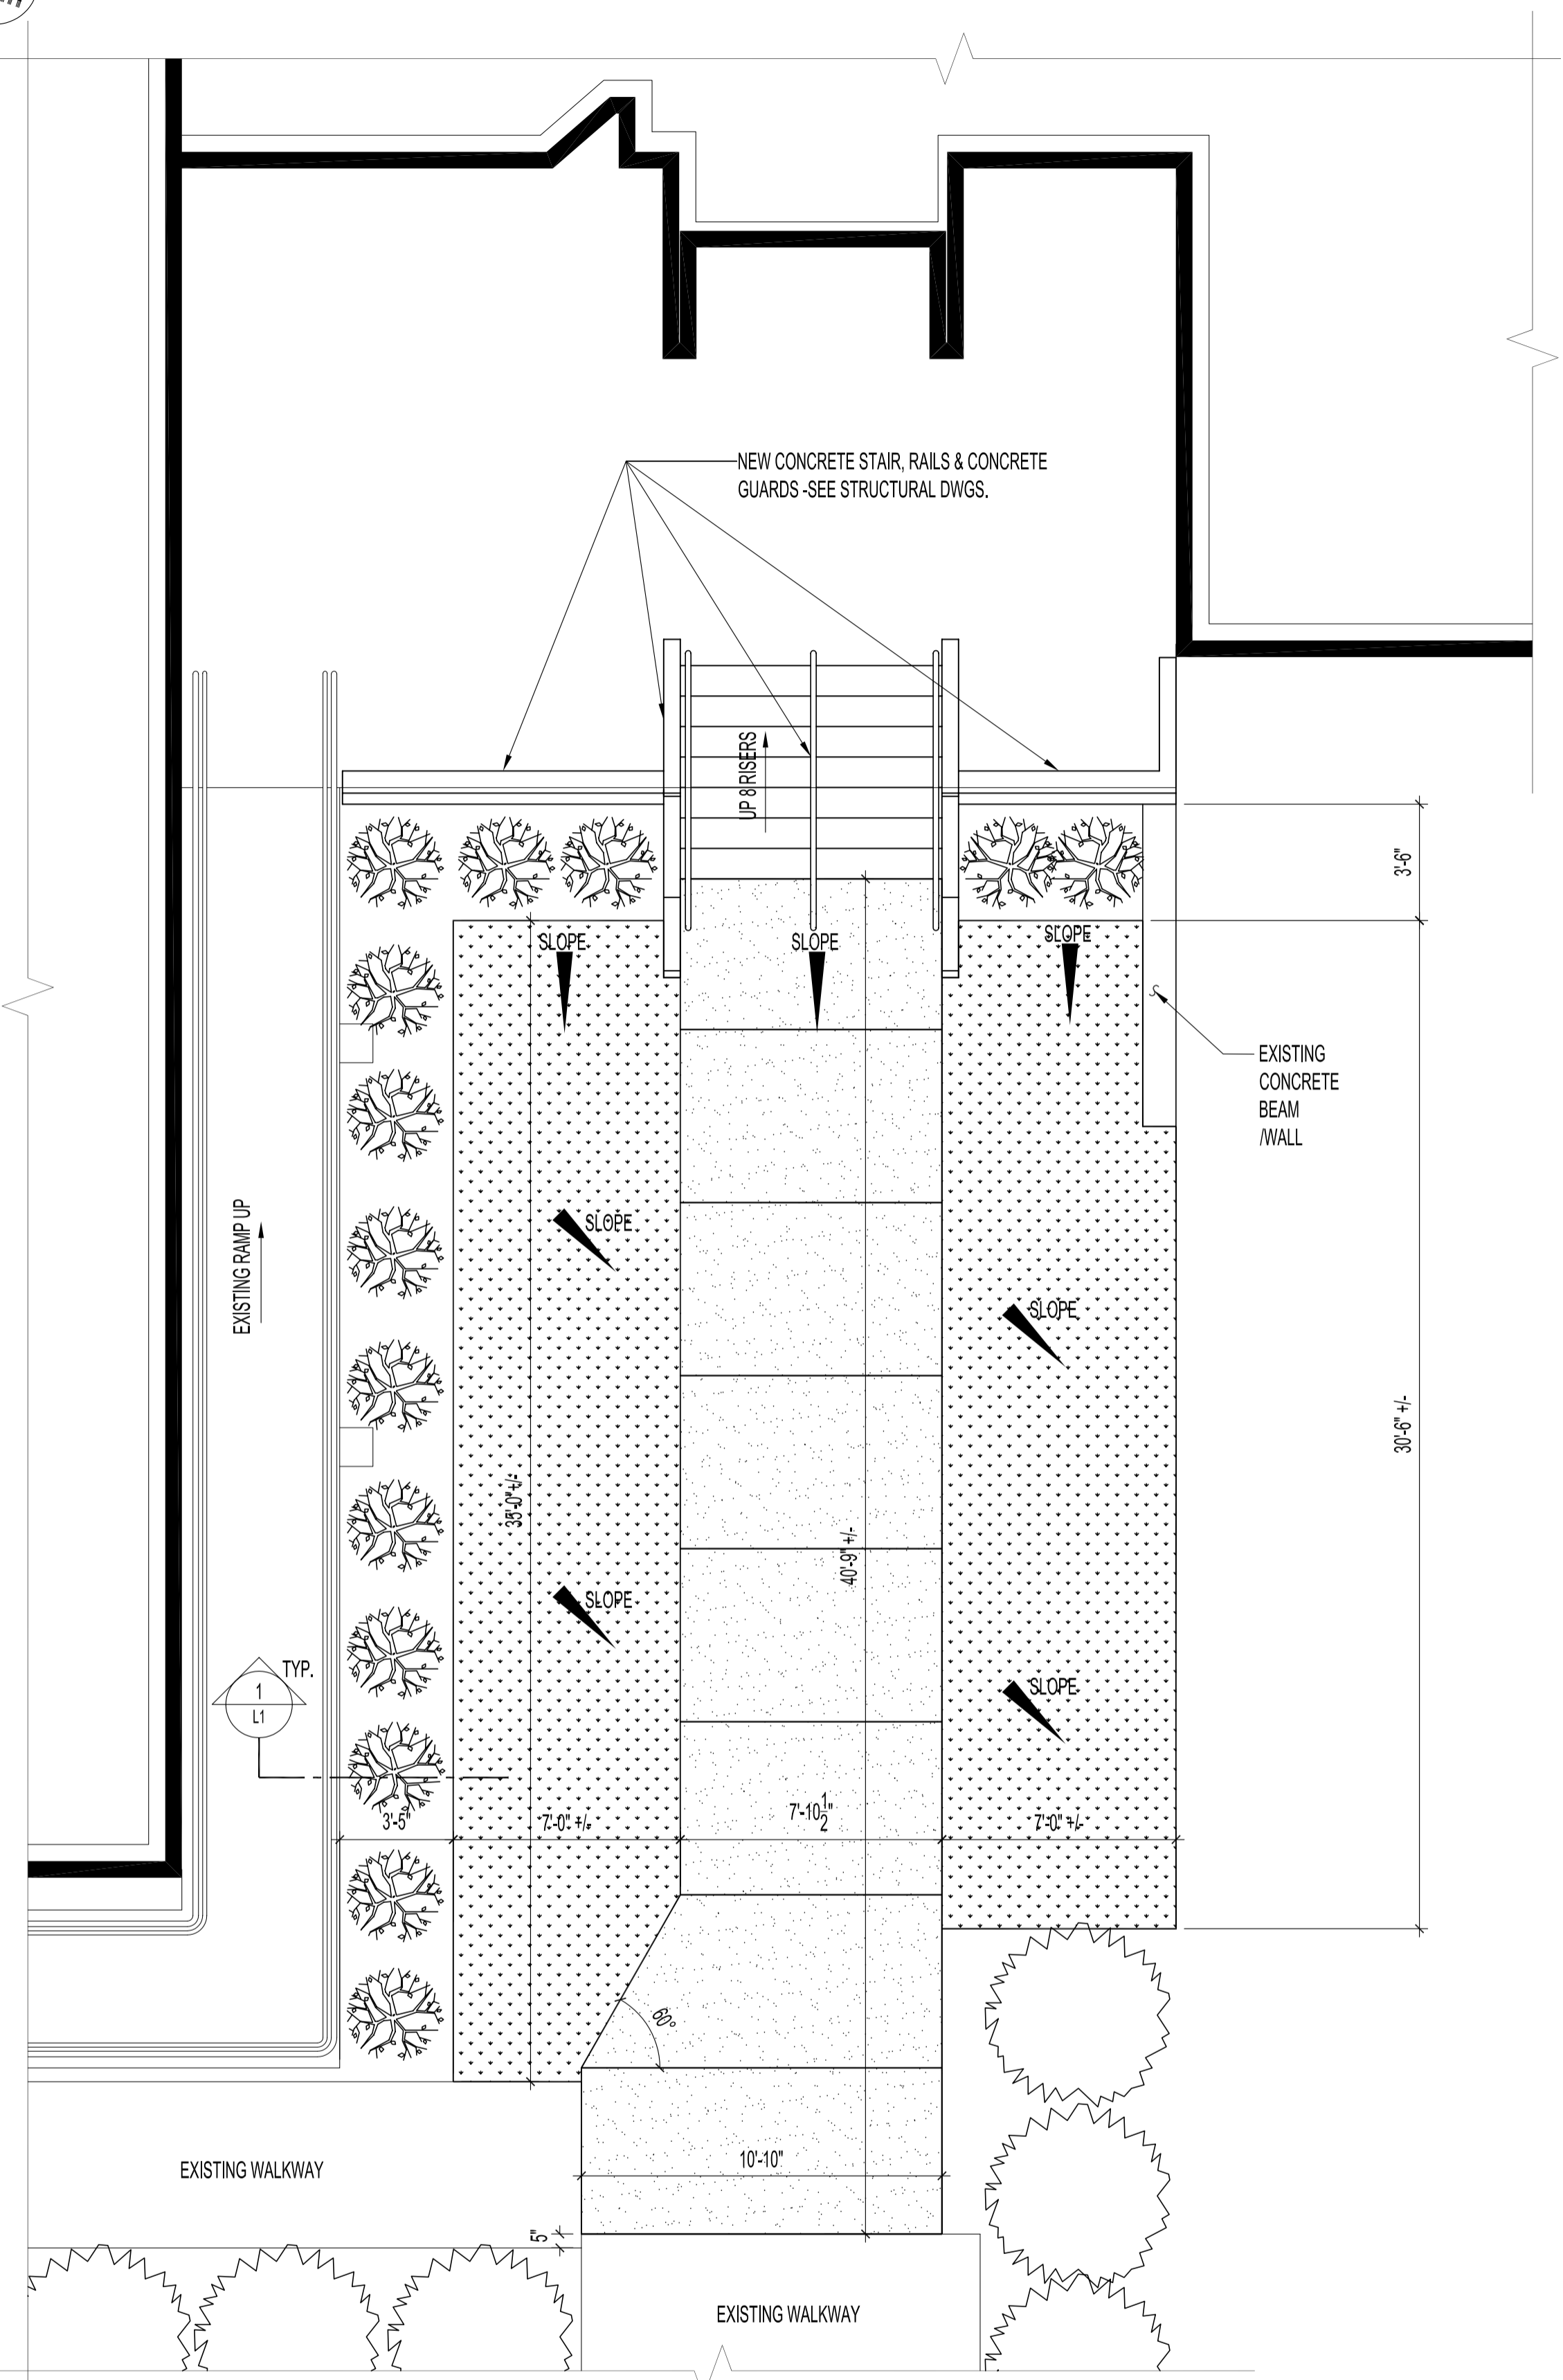 NEW CONCRETE STAIR, RAILS & CONCRETE
GUARDS -SEE STRUCTURAL DWGS.
UP 8 RISERS
3'-6"
SLOPE
SLOPE
SLOPE
EXISTING
CONCRETE
BEAM
/WALL
EXISTING RAMP UP
SLOPE
SLOPE
30'-6" +/-
35'-0"+/-
40'-9" +/-
SLOPE
SLOPE
TYP.
1
L1
3'-5"
7'-0" +/-
7'-10 1/2"
7'-0" +/-
60°
10'-10"
EXISTING WALKWAY
5"
EXISTING WALKWAY